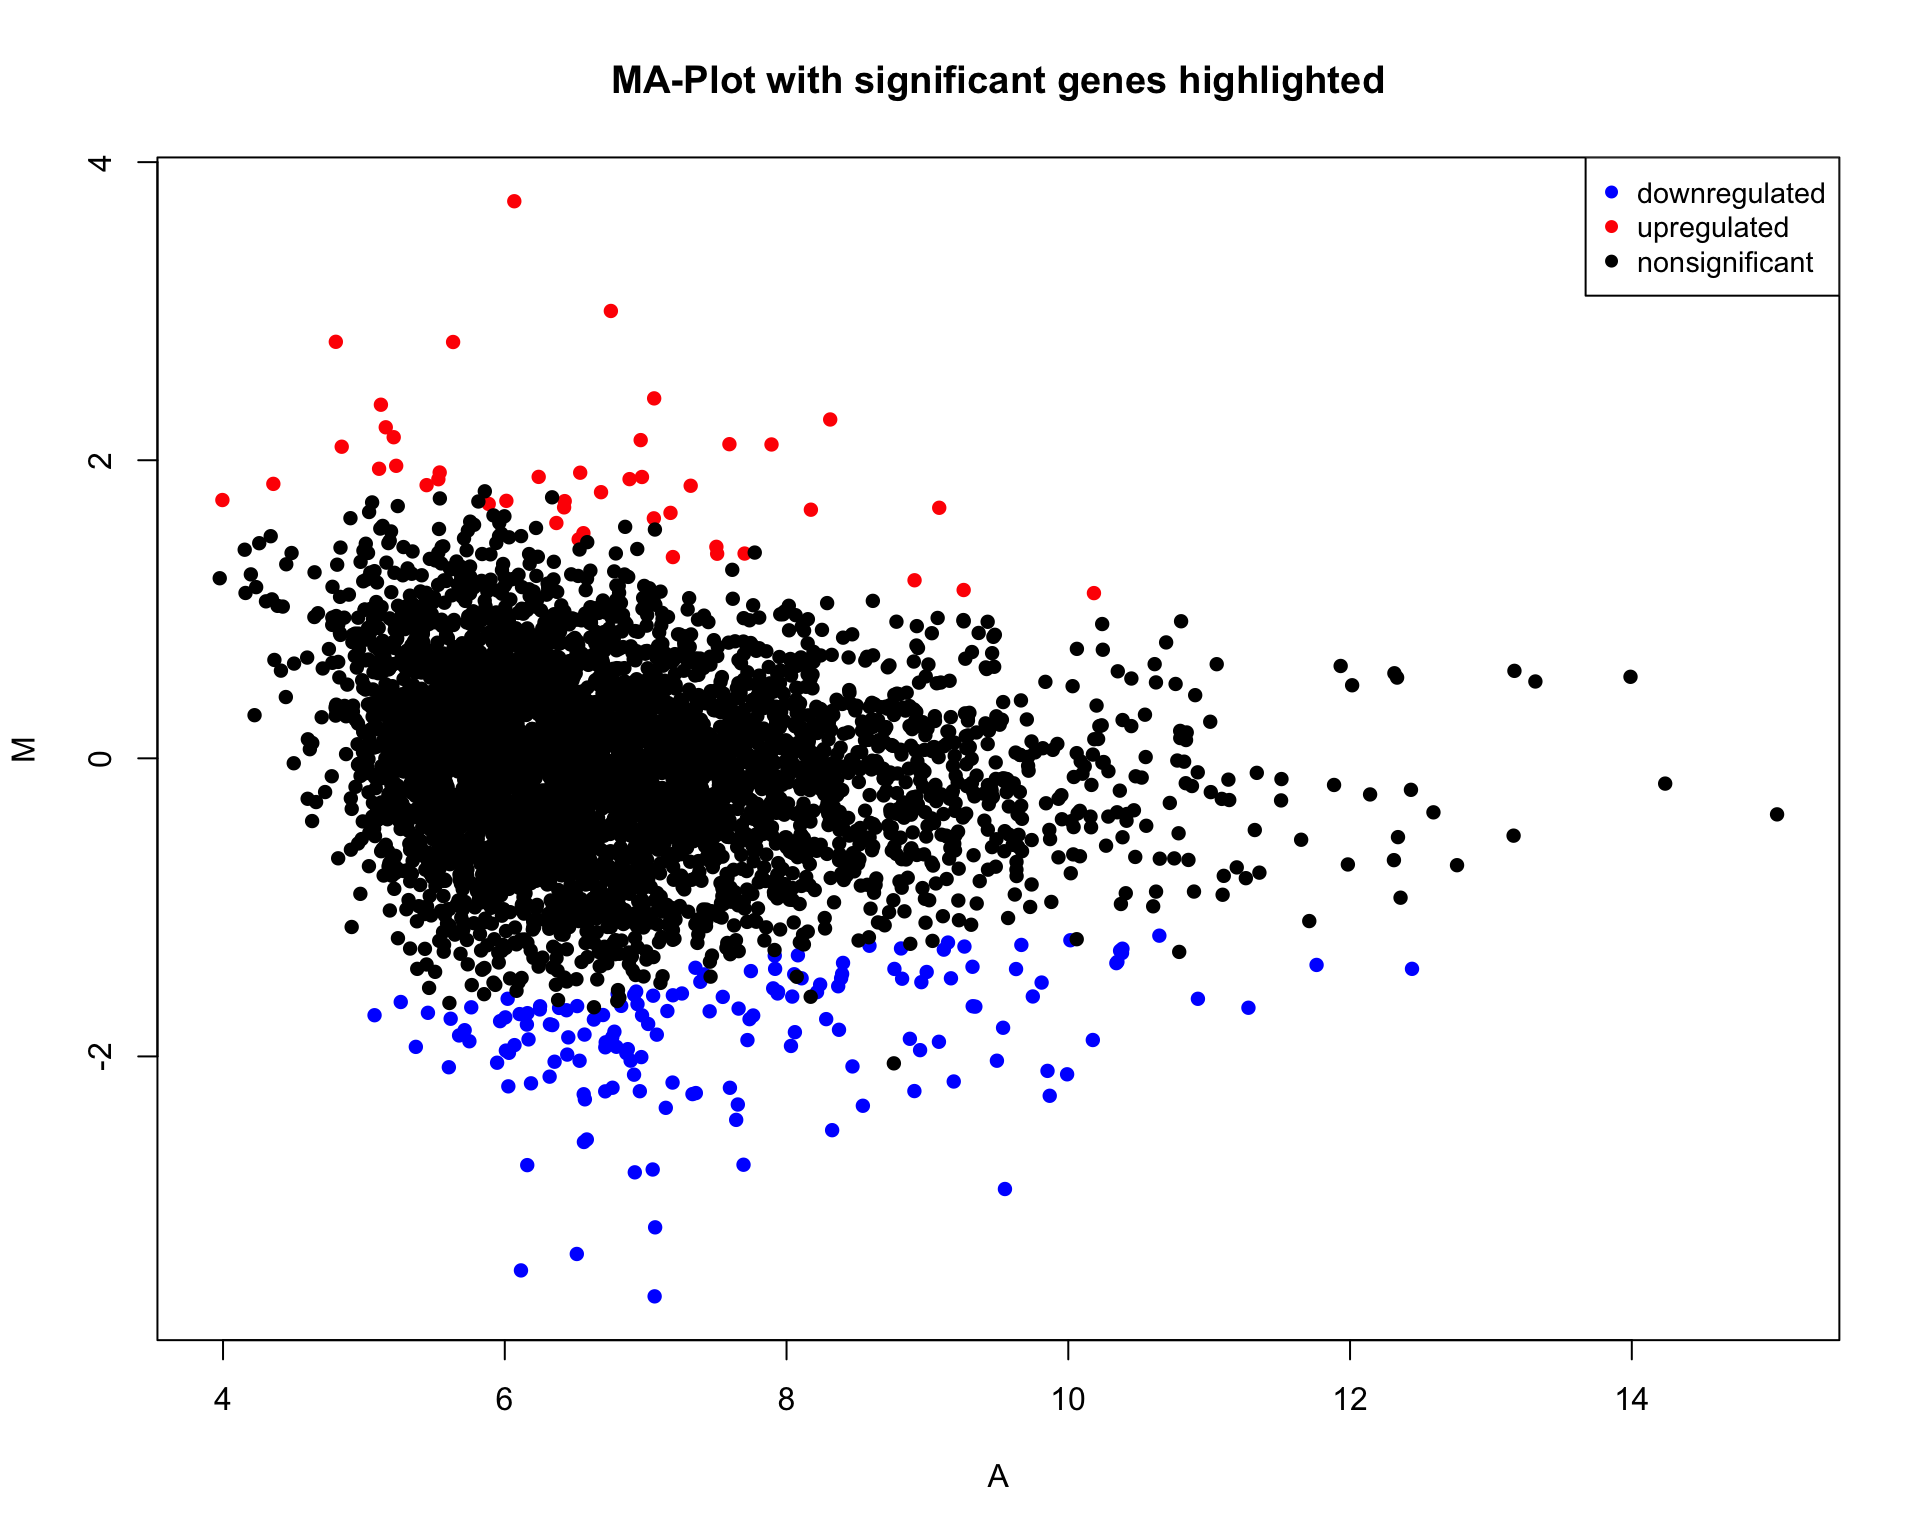 MA-Plot with significant genes highlighted
downregulated
upregulated
nonsignificant
4
2
0
-2
M
4 6 8 10 12 14
A